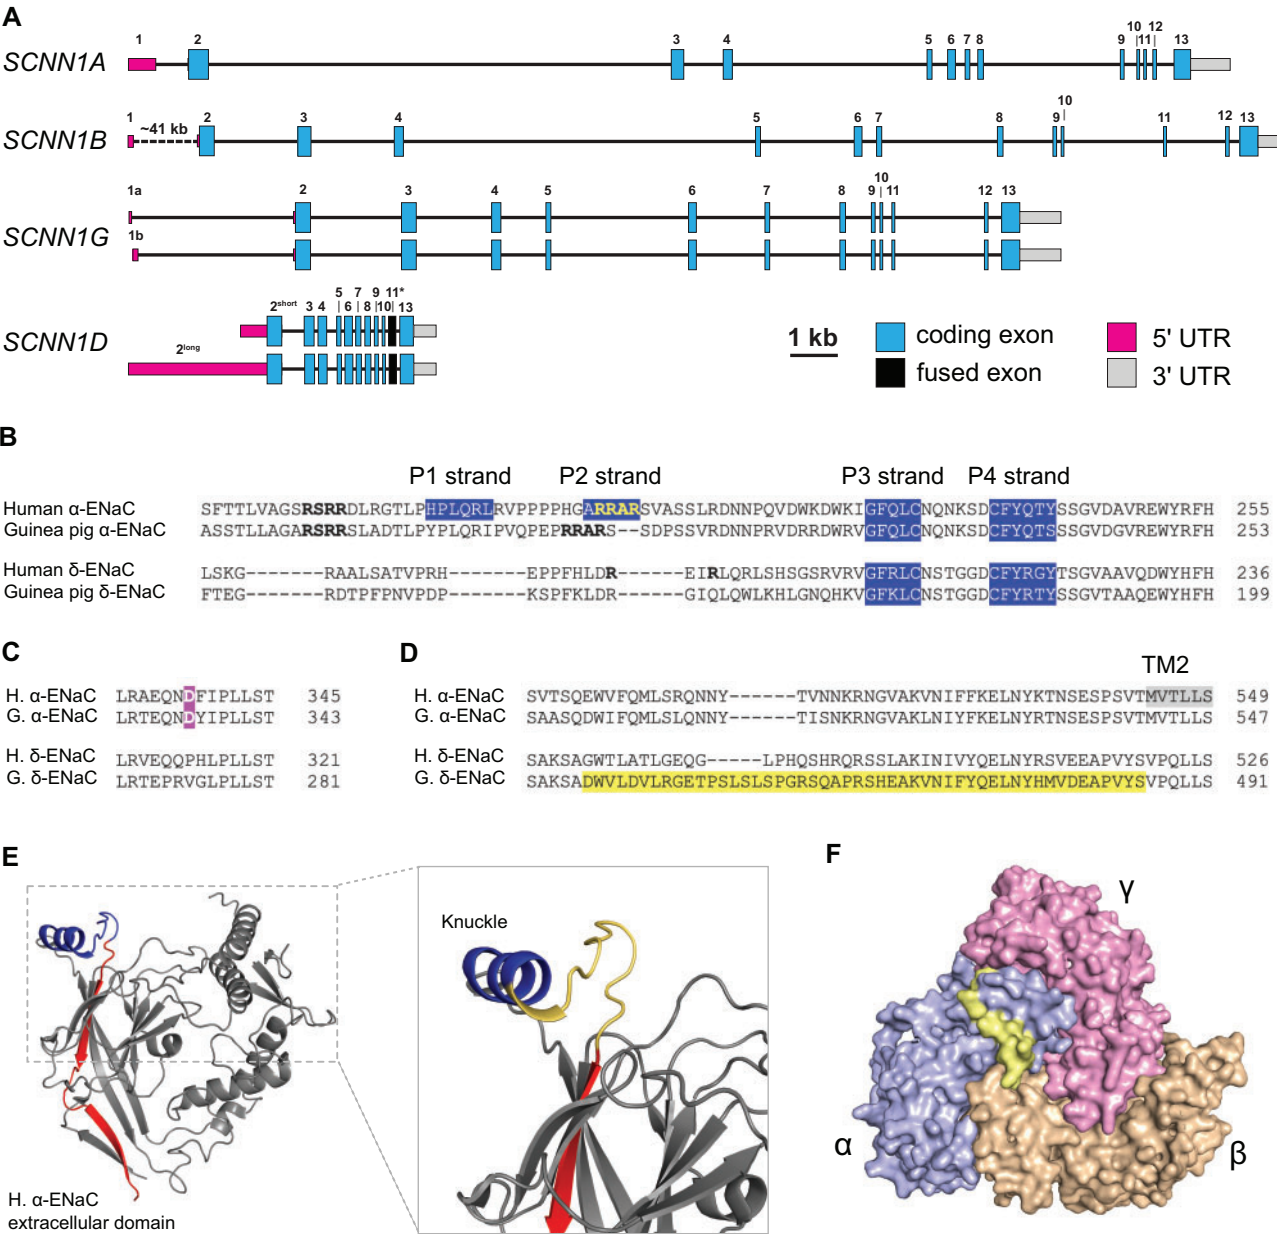 A
SCNN1A
1 2 3 4 5 6 7 8 9 10 11 12 13
SCNN1B
1 ~41 kb 2 3 4 5 6 7 8 9 10 11 12 13
SCNN1G
1a 2 3 4 5 6 7 8 9 10 11 12 13
1b
SCNN1D
2short 3 4 5 6 7 8 9 10 11* 13
2long
1 kb
coding exon
fused exon
5' UTR
3' UTR
B
P1 strand P2 strand P3 strand P4 strand
Human α-ENaC SFTTLVAGSRSRRDLRGTLPHPLQRLRVPPPPHGARRARSVASSLRDNNPQVDWKDWKIGFQLCNQNKSDCFYQTYSSGVDAVREWYRFH 255
Guinea pig α-ENaC ASSTLLAGARSRRSLADTLPYPLQRIPVQPEPRRARS--SDPSSVRDNNPRVDRRDWRVGFQLCNQNKSDCFYQTSSSGVDGVREWYRFH 253
Human δ-ENaC LSKG-------RAALSATVPRH-------EPPFHLDR------EIRLQRLSHSGSRVRVGFRLCNSTGGDCFYRGYTSGVAAVQDWYHFH 236
Guinea pig δ-ENaC FTEG-------RDTPFPNVPDP-------KSPFKLDR------GIQLQWLKHLGNQHKVGFKLCNSTGGDCFYRTYSSGVTAAQEWYHFH 199
C
H. α-ENaC LRAEQNDFIPLLST 345
G. α-ENaC LRTEQNDYIPLLST 343
H. δ-ENaC LRVEQQPHLPLLST 321
G. δ-ENaC LRTEPRVGLPLLST 281
D
TM2
H. α-ENaC SVTSQEWVFQMLSRQNNY------TVNNKRNGVAKVNIFFKELNYKTNSESPSVTMVTLLS 549
G. α-ENaC SAASQDWIFQMLSLQNNY------TISNKRNGVAKLNIYFKELNYRTNSESPSVTMVTLLS 547
H. δ-ENaC SAKSAGWTLATLGEQG-----LPHQSHRQRSSLAKINIVYQELNYRSVEEAPVYSVPQLLS 526
G. δ-ENaC SAKSADWVLDVLRGETPSLSLSPGRSQAPRSHEAKVNIFYQELNYHMVDEAPVYSVPQLLS 491
E
H. α-ENaC
extracellular domain
Knuckle
F
γ
α
β